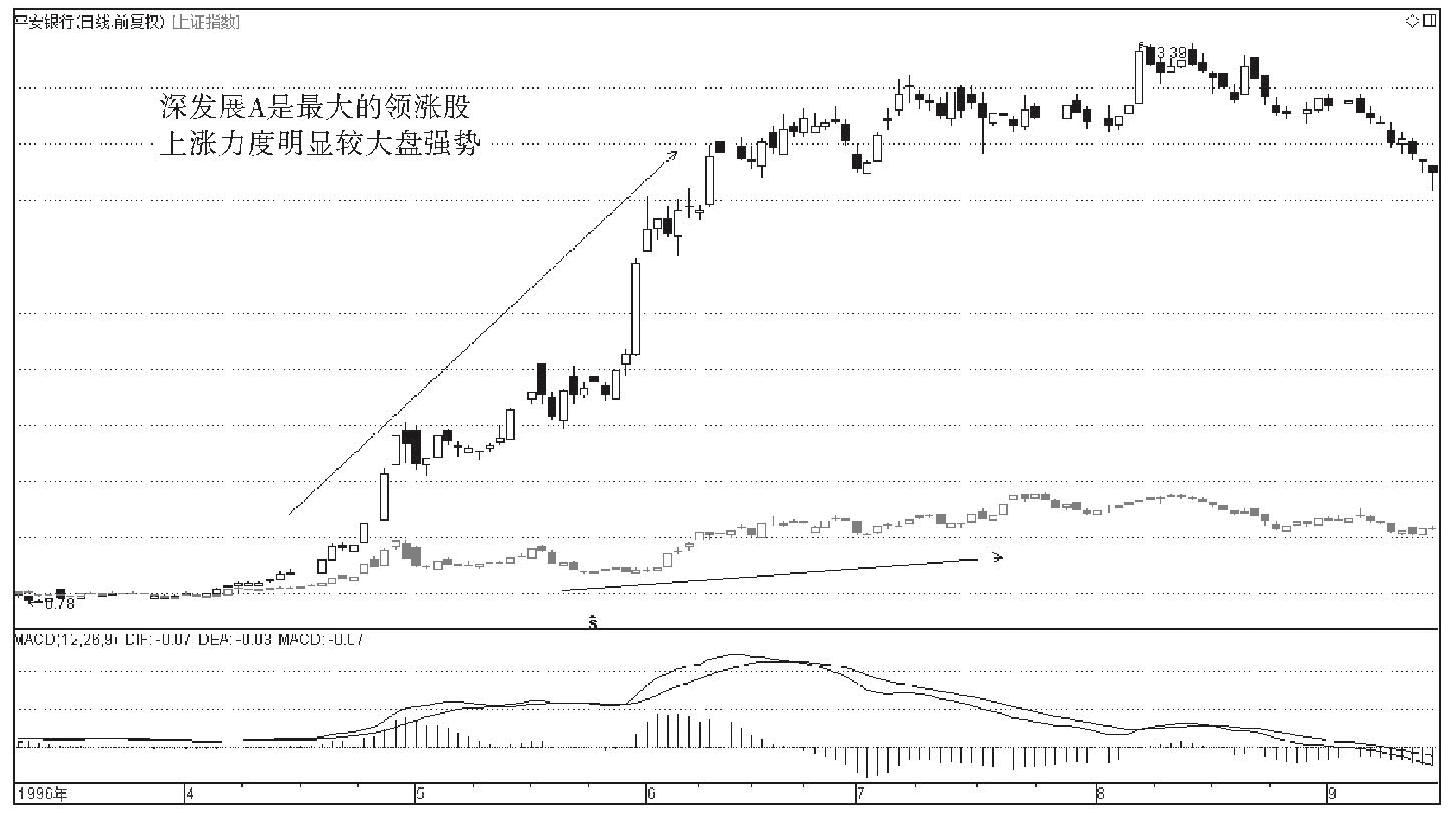 平安银行(日线.前复权) [上证指数]
3.39
深发展A是最大的领涨股
上涨力度明显较大盘强势
0.78
ŝ
MACD(12,26,9) DIF: -0.07 DEA: -0.03 MACD: -0.07
1996年 4 5 6 7 8 9